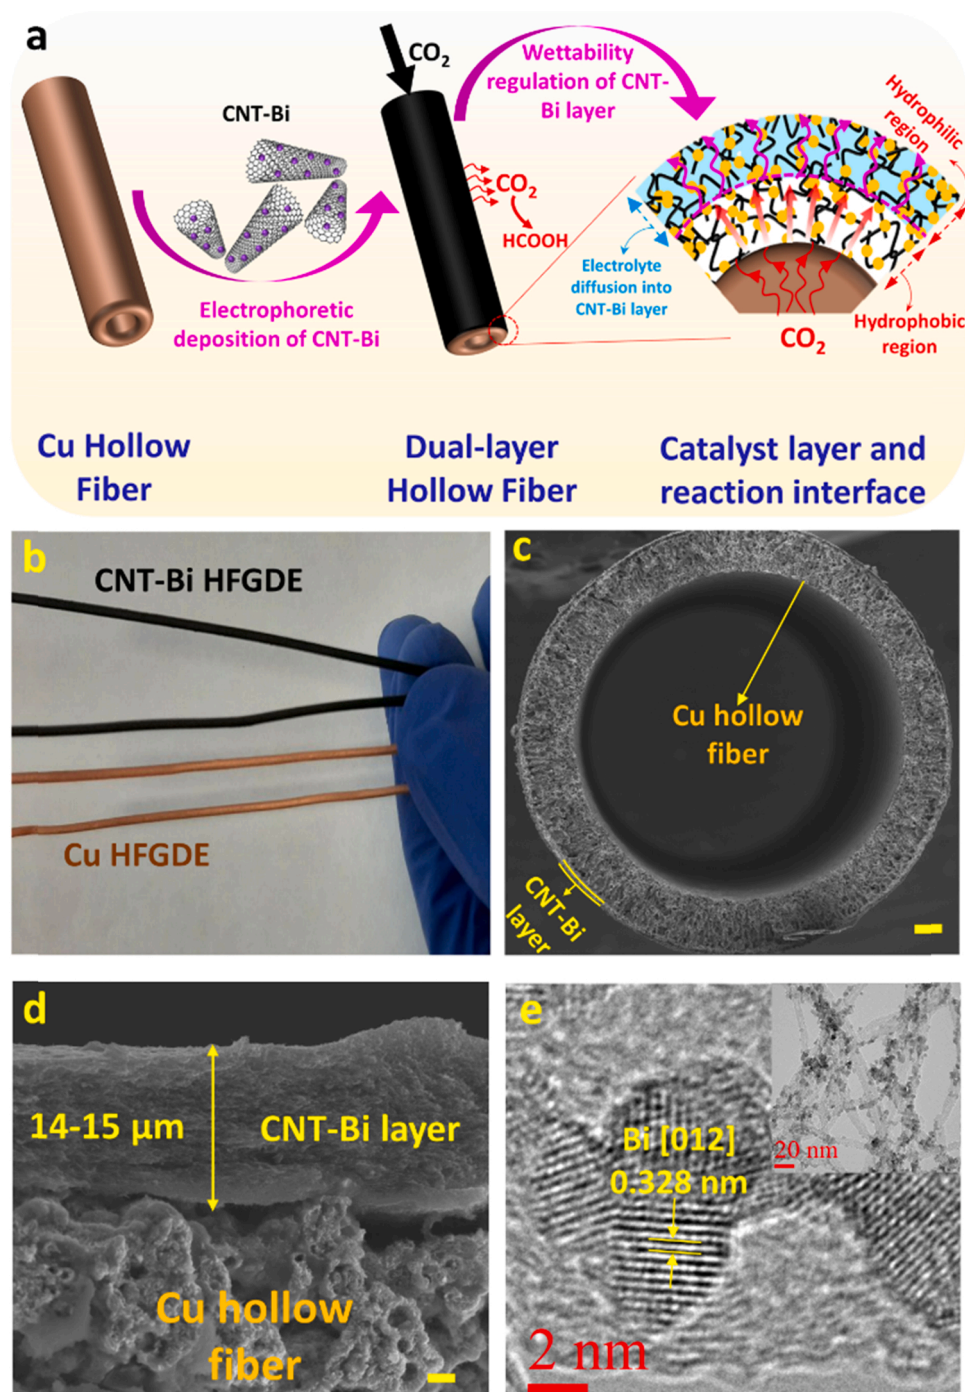 a
CO2
Wettability
regulation of CNT-
Bi layer
CNT-Bi
Hydrophilic
region
CO2
HCOOH
Electrolyte
diffusion into
CNT-Bi layer
Electrophoretic
deposition of CNT-Bi
CO2
Hydrophobic
region
Cu Hollow
Fiber
Dual-layer
Hollow Fiber
Catalyst layer and
reaction interface
b
CNT-Bi HFGDE
Cu HFGDE
c
Cu hollow
fiber
CNT-Bi
layer
d
14-15 µm
CNT-Bi layer
Cu hollow
fiber
e
20 nm
Bi [012]
0.328 nm
2 nm